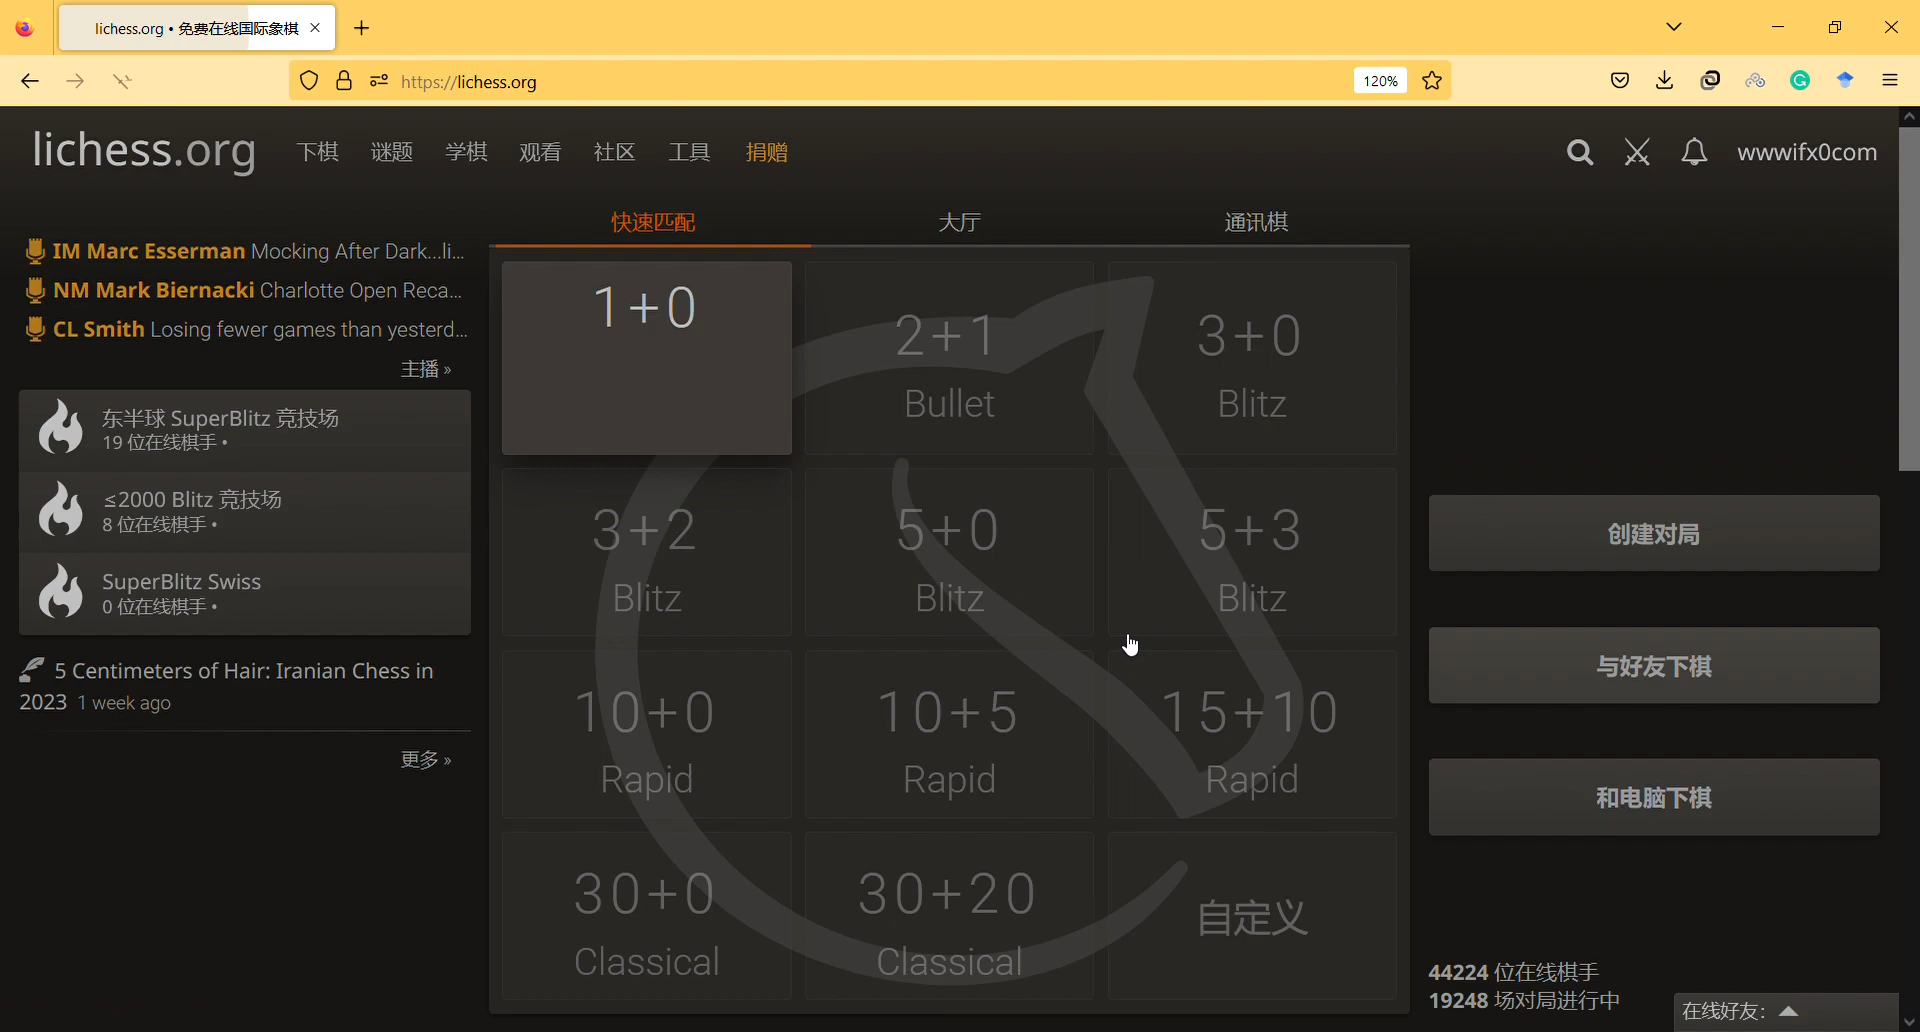 lichess.org • 免费在线国际象棋
https://lichess.org
120%
lichess.org
下棋
谜题
学棋
观看
社区
工具
捐赠
wwwifx0com
IM Marc Esserman Mocking After Dark...li...
NM Mark Biernacki Charlotte Open Reca...
CL Smith Losing fewer games than yesterd...
主播 »
东半球 SuperBlitz 竞技场
19 位在线棋手 •
≤2000 Blitz 竞技场
8 位在线棋手 •
SuperBlitz Swiss
0 位在线棋手 •
5 Centimeters of Hair: Iranian Chess in
2023 1 week ago
更多 »
快速匹配
大厅
通讯棋
1+0
2+1
Bullet
3+0
Blitz
3+2
Blitz
5+0
Blitz
5+3
Blitz
10+0
Rapid
10+5
Rapid
15+10
Rapid
30+0
Classical
30+20
Classical
自定义
创建对局
与好友下棋
和电脑下棋
44224 位在线棋手
19248 场对局进行中
在线好友: